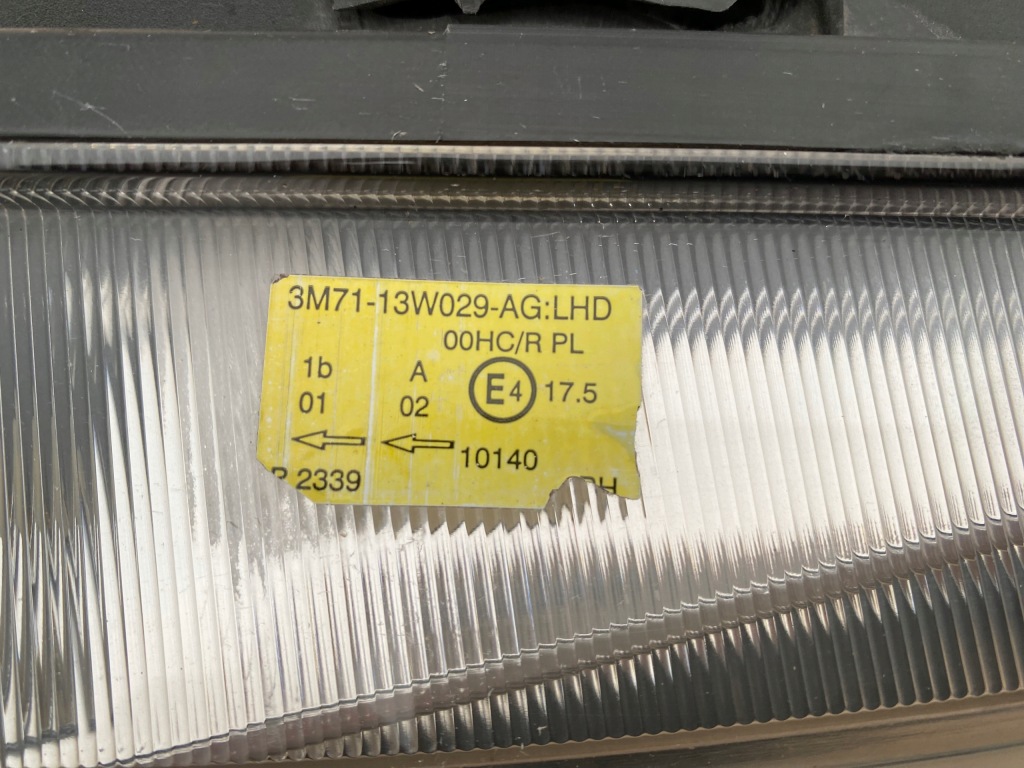 3M71-13W029-AG:LHD
00HC/R PL
1b A E4 17.5
01 02
10140
2339